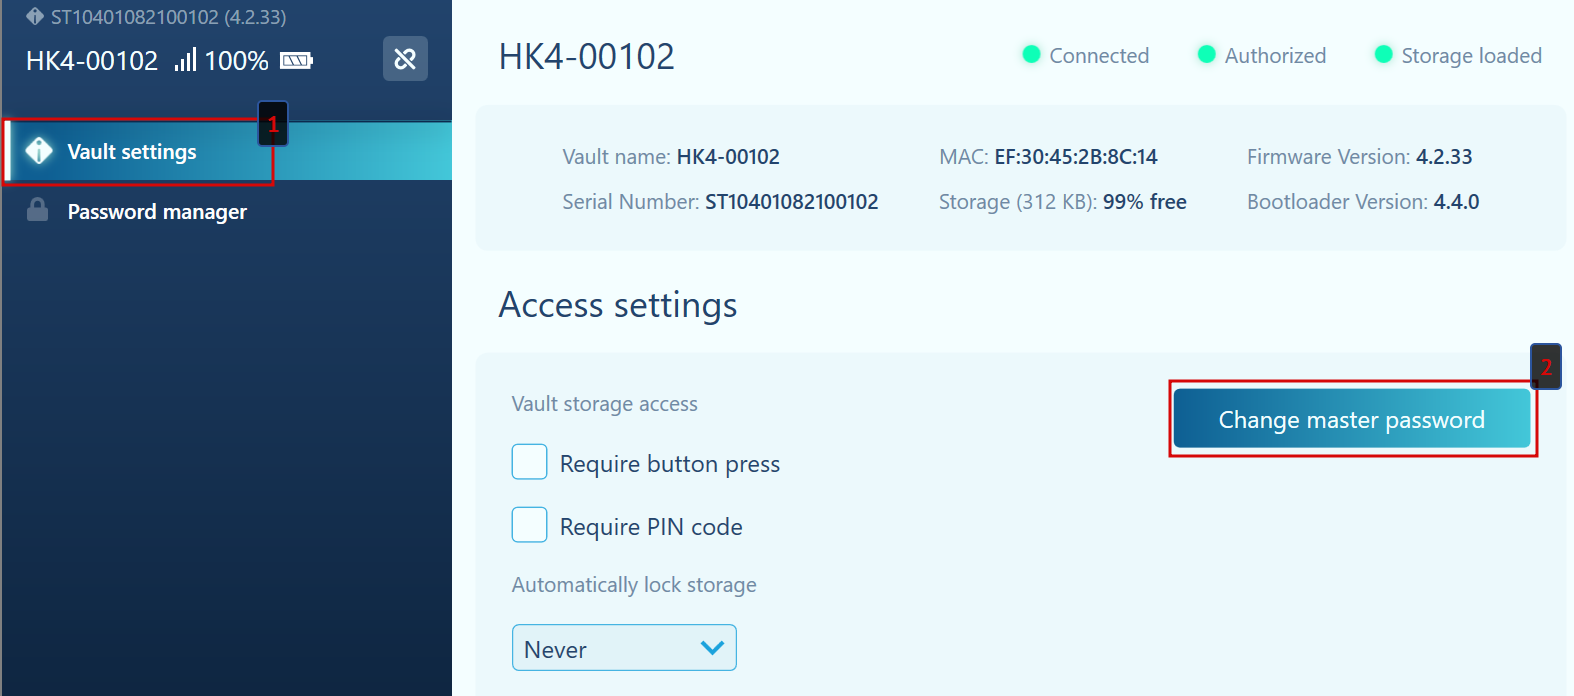 ST10401082100102 (4.2.33)
HK4-00102 100%
1
Vault settings
Password manager
HK4-00102
Connected
Authorized
Storage loaded
Vault name: HK4-00102
MAC: EF:30:45:2B:8C:14
Firmware Version: 4.2.33
Serial Number: ST10401082100102
Storage (312 KB): 99% free
Bootloader Version: 4.4.0
Access settings
2
Vault storage access
Change master password
Require button press
Require PIN code
Automatically lock storage
Never